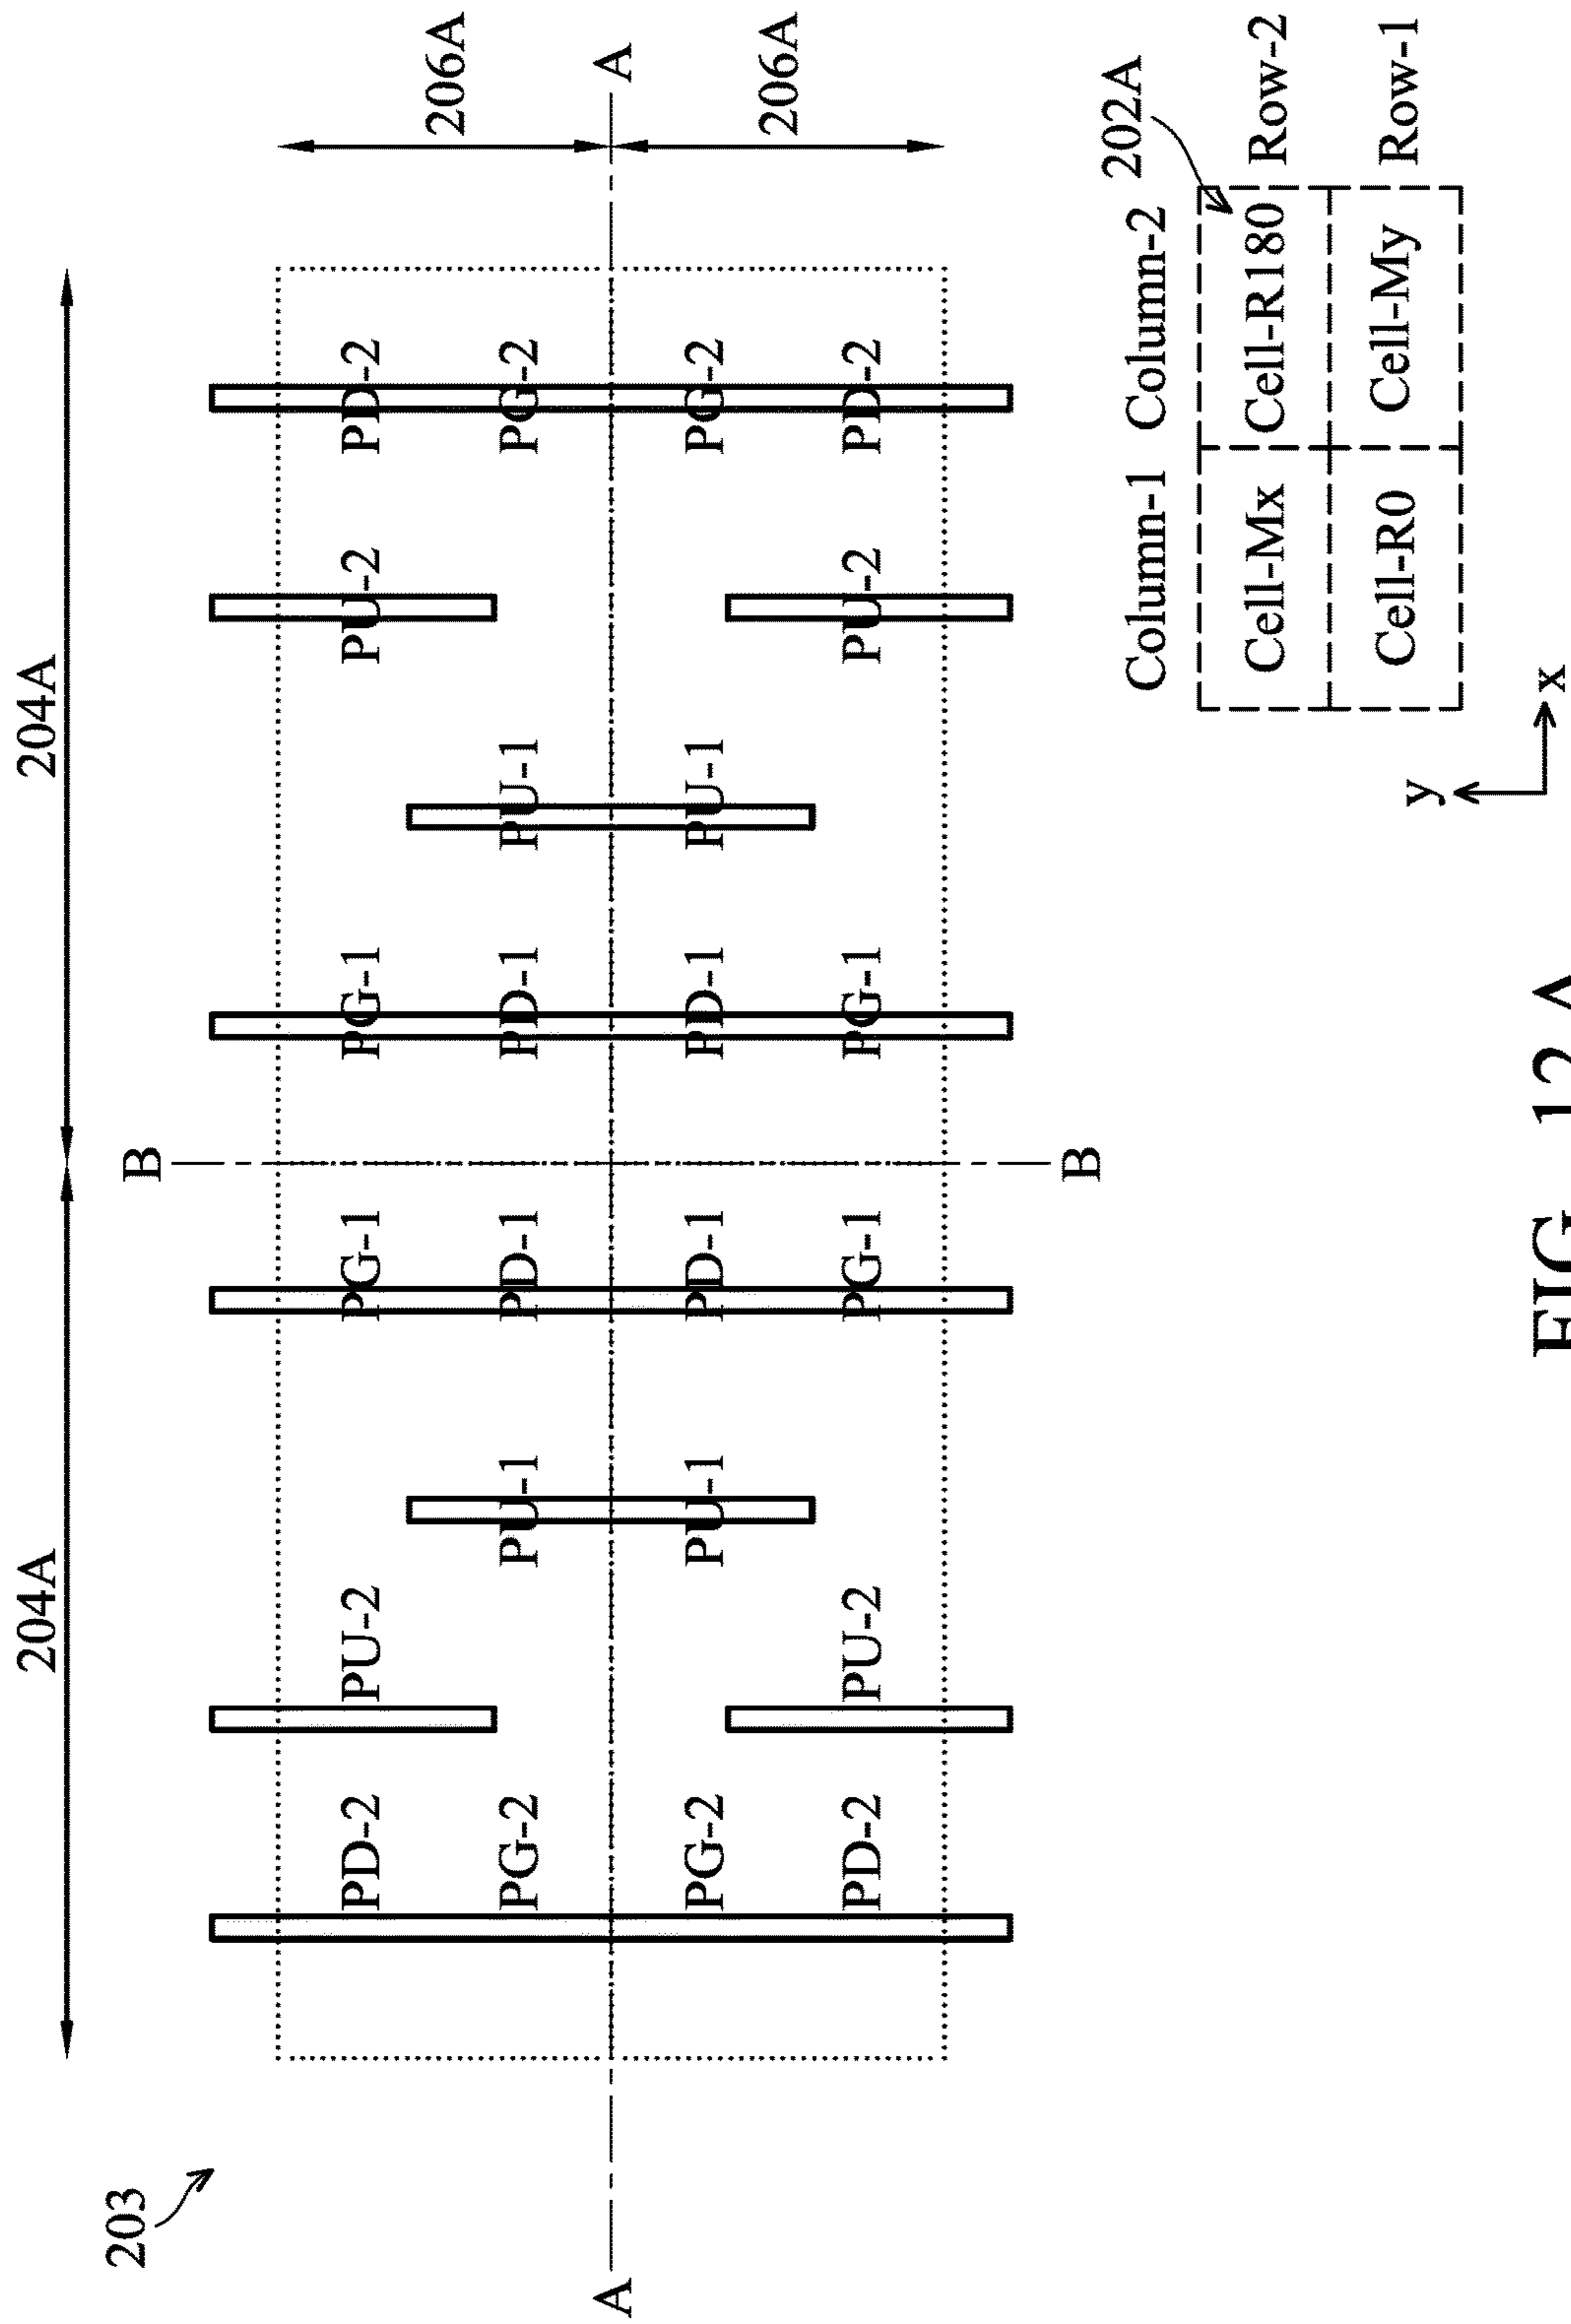 204A 204A
203
B
PD-2 PU-2 PG-1 PG-1 PU-2 PD-2
206A
PG-2 PU-1 PD-1 PD-1 PU-1 PG-2
A A
PG-2 PU-1 PD-1 PD-1 PU-1 PG-2
206A
PD-2 PU-2 PG-1 PG-1 PU-2 PD-2
B
202A
Column-1 Column-2
Cell-Mx Cell-R180 Row-2
Cell-R0 Cell-My Row-1
y
x
FIG. 12 A